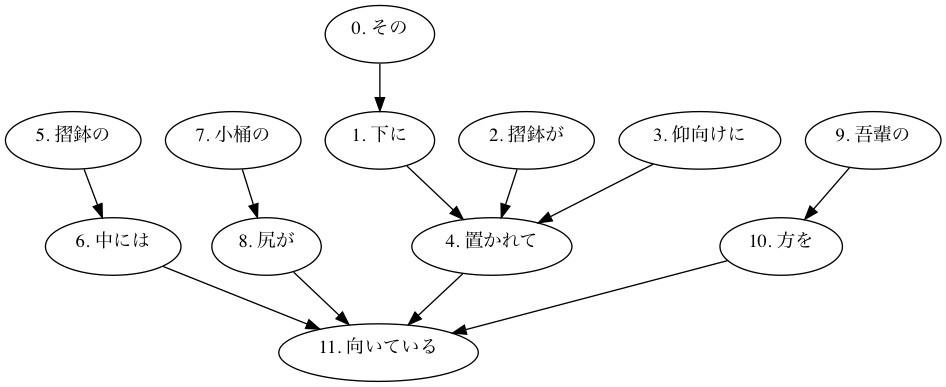 0. その
5. 摺鉢の
7. 小桶の
1. 下に
2. 摺鉢が
3. 仰向けに
9. 吾輩の
6. 中には
8. 尻が
4. 置かれて
10. 方を
11. 向いている